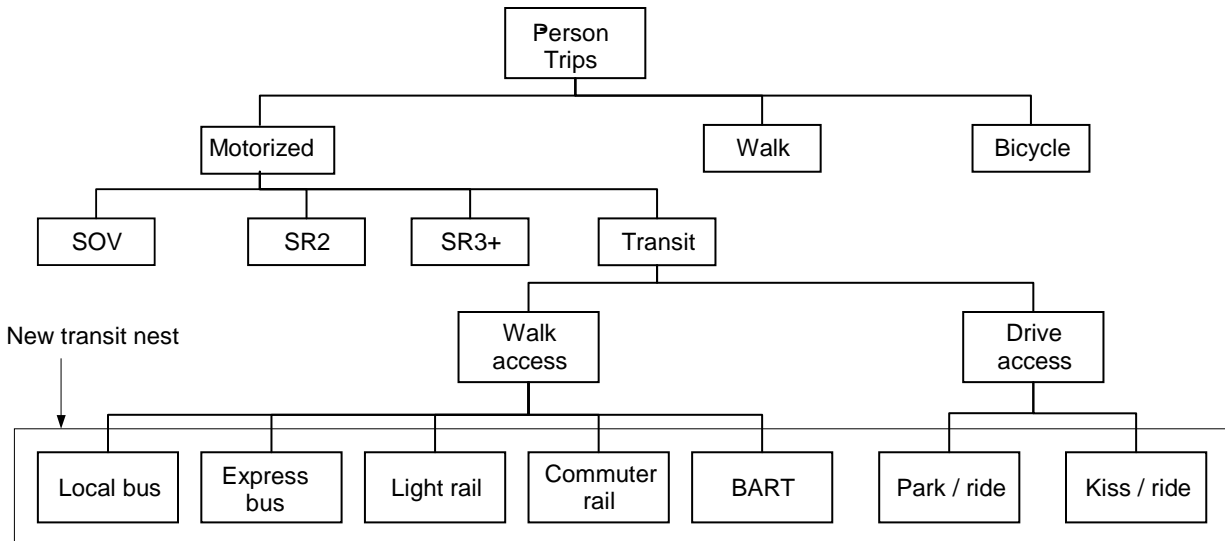 Person
Trips
Motorized
Walk
Bicycle
SOV
SR2
SR3+
Transit
New transit nest
Walk
access
Drive
access
Local bus
Express
bus
Light rail
Commuter
rail
BART
Park / ride
Kiss / ride